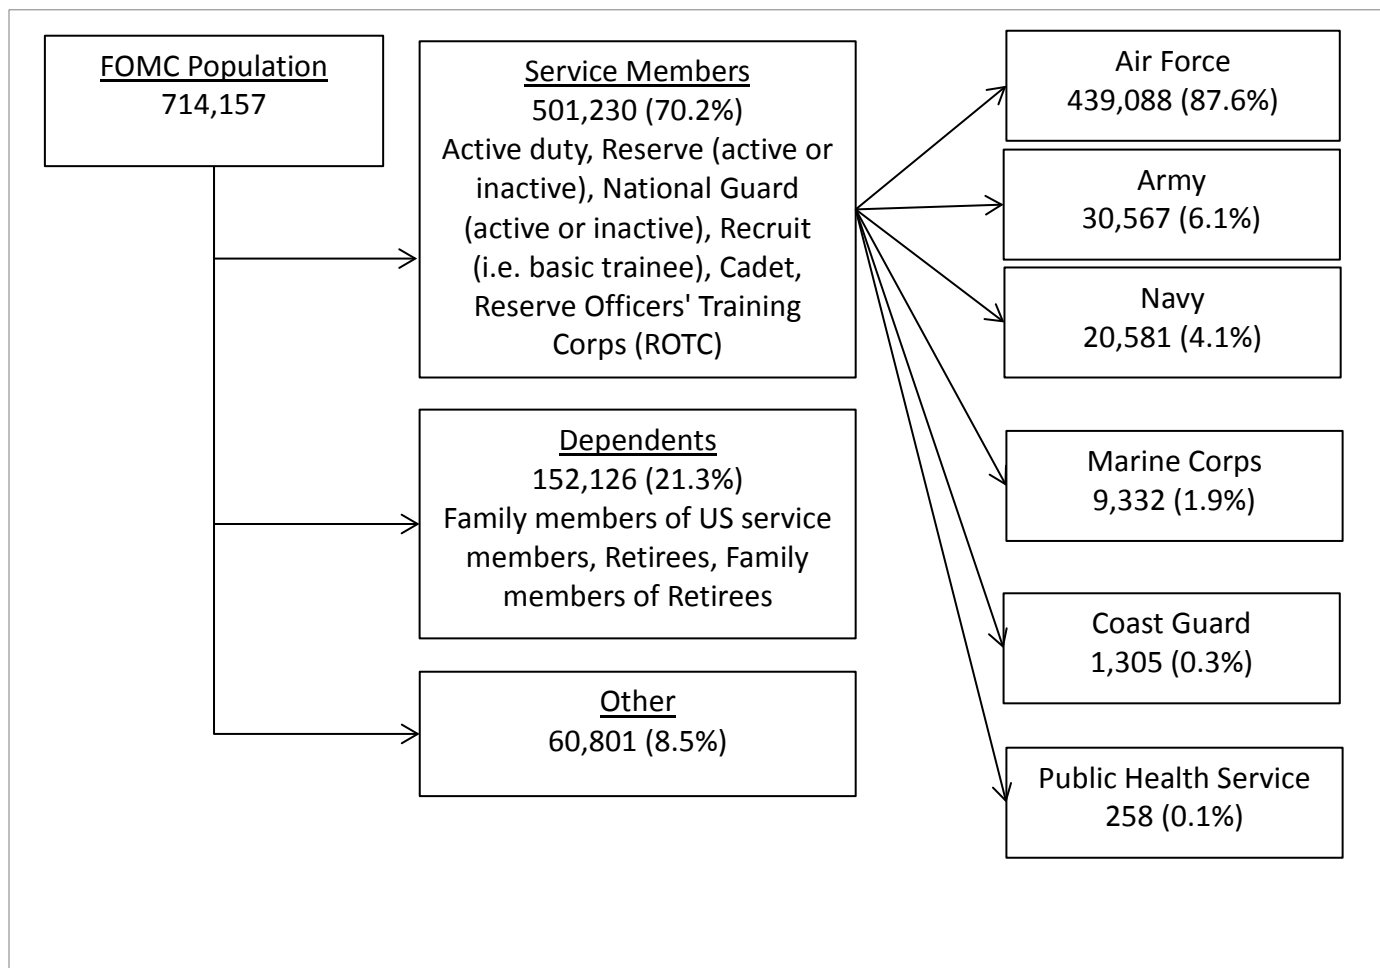 FOMC Population
714,157
Service Members
501,230 (70.2%)
Active duty, Reserve (active or
inactive), National Guard
(active or inactive), Recruit
(i.e. basic trainee), Cadet,
Reserve Officers' Training
Corps (ROTC)
Dependents
152,126 (21.3%)
Family members of US service
members, Retirees, Family
members of Retirees
Other
60,801 (8.5%)
Air Force
439,088 (87.6%)
Army
30,567 (6.1%)
Navy
20,581 (4.1%)
Marine Corps
9,332 (1.9%)
Coast Guard
1,305 (0.3%)
Public Health Service
258 (0.1%)